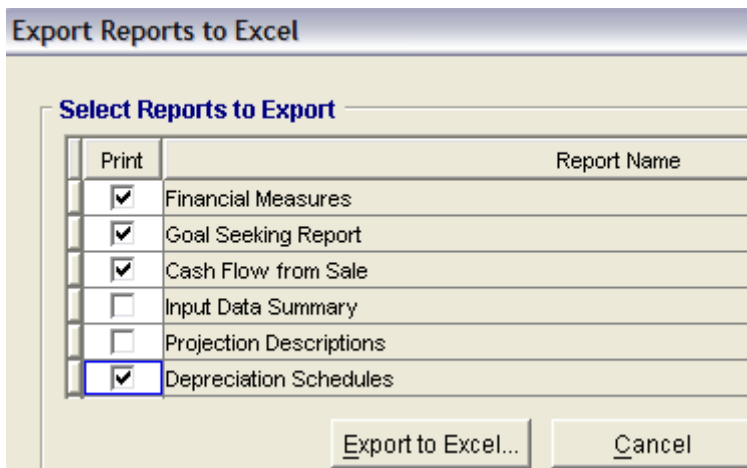 Export Reports to Excel
Select Reports to Export
Print Report Name
Financial Measures
Goal Seeking Report
Cash Flow from Sale
Input Data Summary
Projection Descriptions
Depreciation Schedules
Export to Excel... Cancel